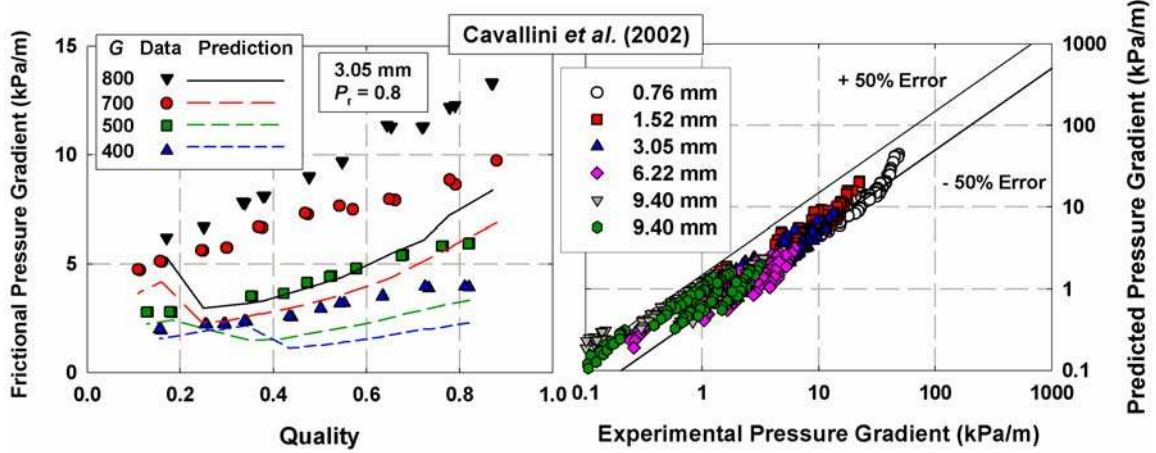 Cavallini et al. (2002)
Frictional Pressure Gradient (kPa/m)
15
10
5
0
G Data Prediction
800
700
500
400
3.05 mm
Pr = 0.8
0.0 0.2 0.4 0.6 0.8 1.0
Quality
0.76 mm
1.52 mm
3.05 mm
6.22 mm
9.40 mm
9.40 mm
+ 50% Error
- 50% Error
1000
100
10
1
0.1
Predicted Pressure Gradient (kPa/m)
0.1 1 10 100 1000
Experimental Pressure Gradient (kPa/m)